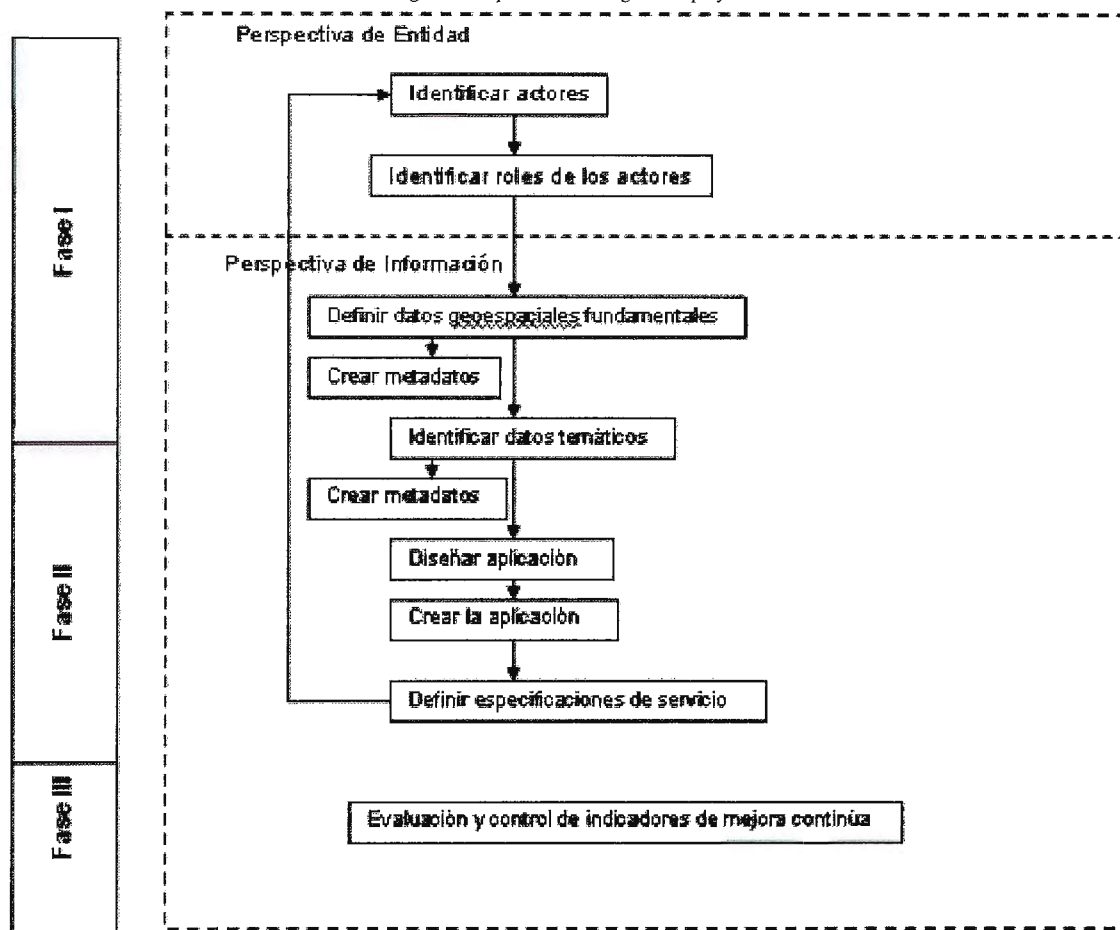 Perspectiva de Entidad
Identificar actores
Identificar roles de los actores
Fase I
Perspectiva de Información
Definir datos geoespaciales fundamentales
Crear metadatos
Identificar datos temáticos
Crear metadatos
Diseñar aplicación
Fase II
Crear la aplicación
Definir especificaciones de servicio
Fase III
Evaluación y control de indicadores de mejora continúa